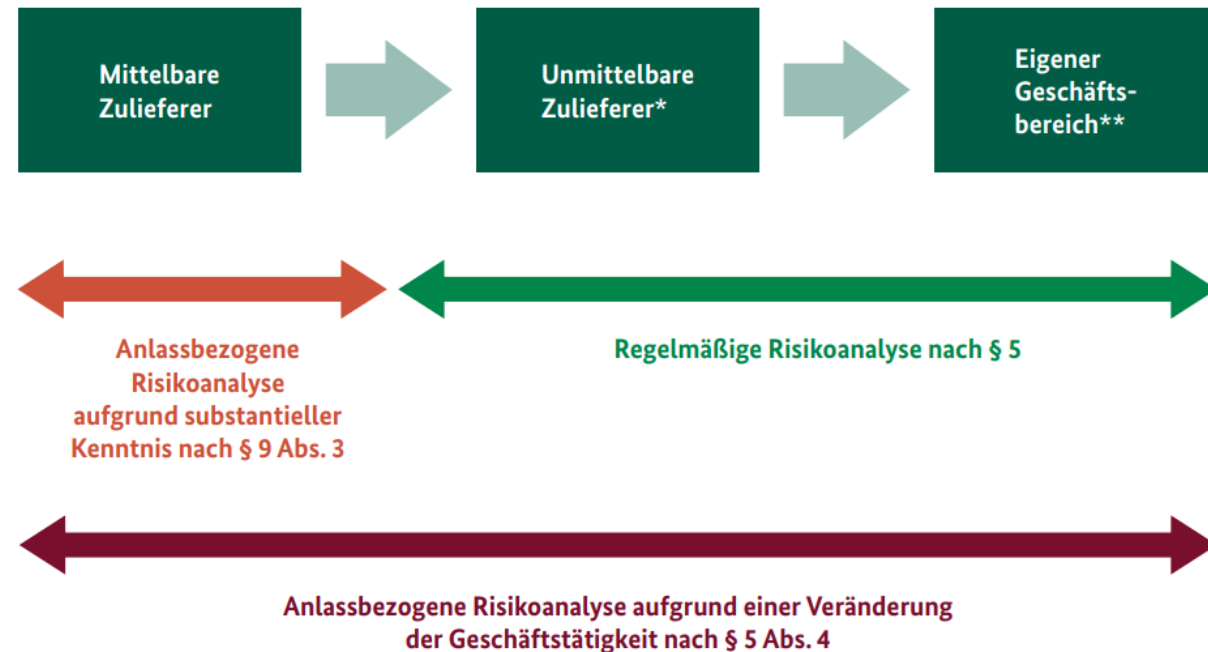 Mittelbare
Zulieferer
Unmittelbare
Zulieferer*
Eigener
Geschäfts-
bereich**
Anlassbezogene
Risikoanalyse
aufgrund substantieller
Kenntnis nach § 9 Abs. 3
Regelmäßige Risikoanalyse nach § 5
Anlassbezogene Risikoanalyse aufgrund einer Veränderung
der Geschäftstätigkeit nach § 5 Abs. 4